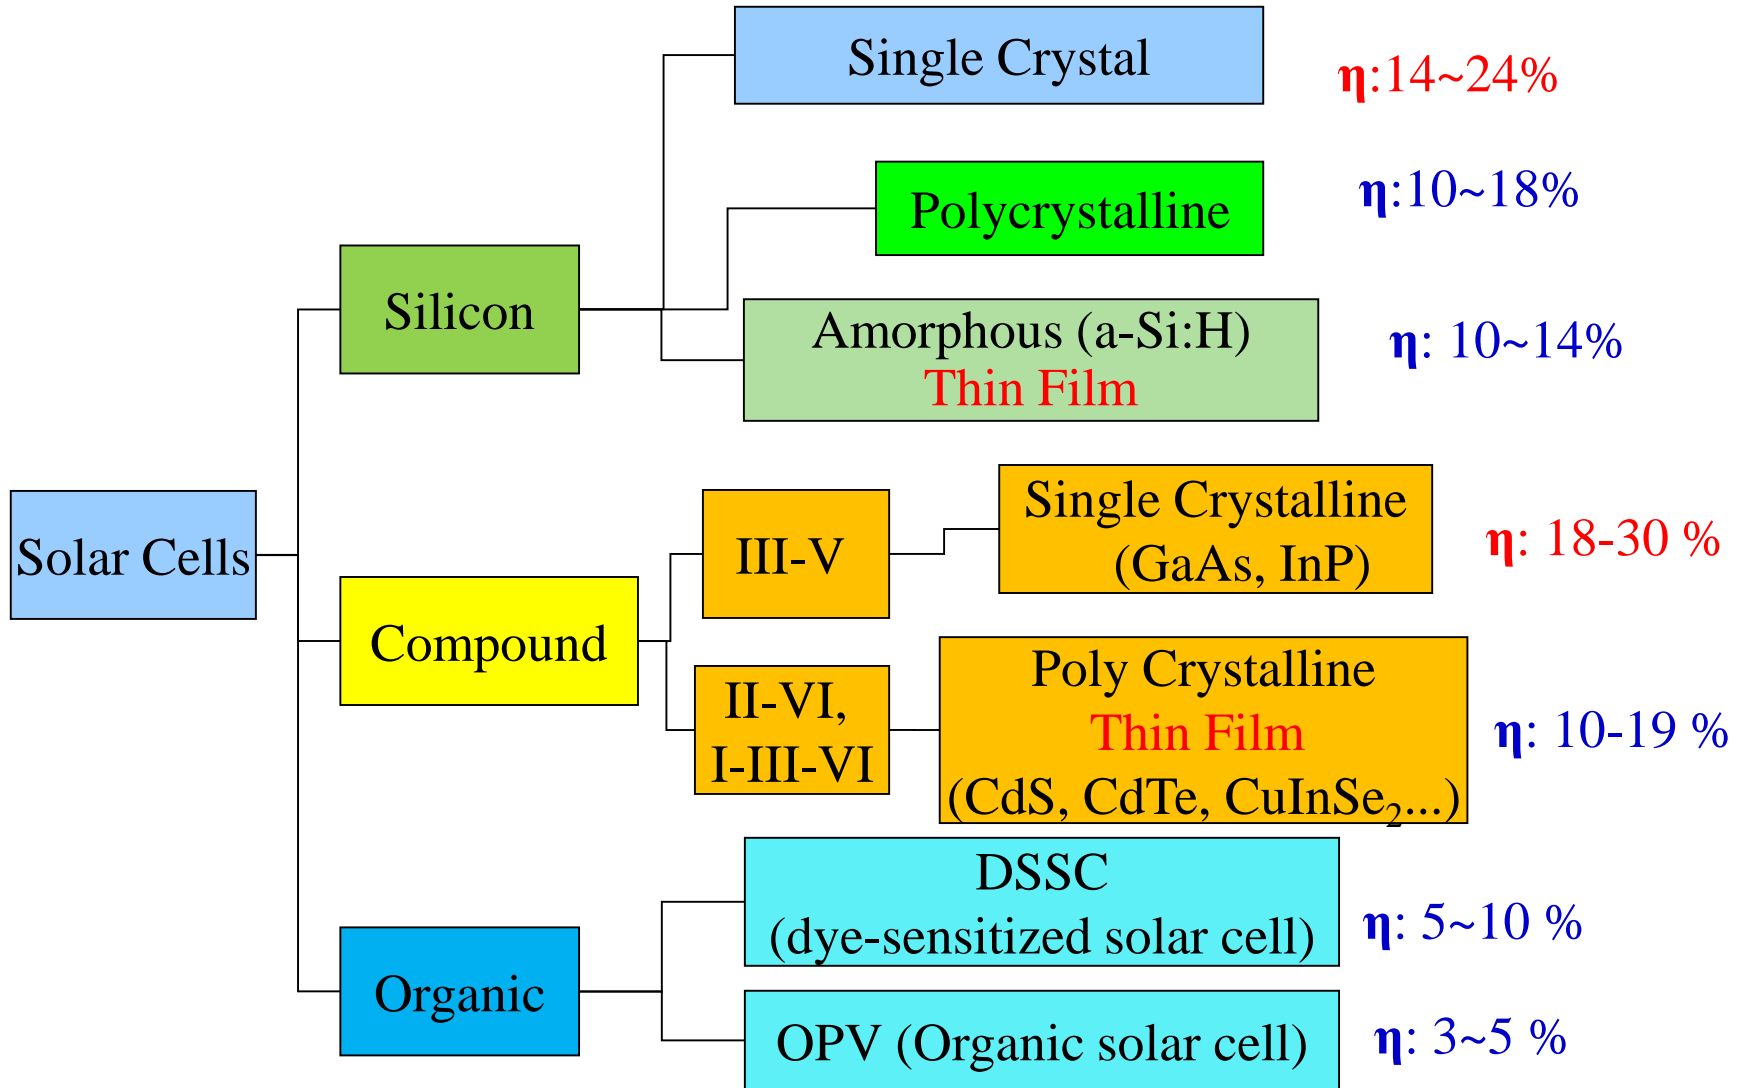 Single Crystal
η:14~24%
Polycrystalline
η:10~18%
Silicon
Amorphous (a-Si:H)
Thin Film
η: 10~14%
Solar Cells
III-V
Single Crystalline
(GaAs, InP)
η: 18-30 %
Compound
II-VI,
I-III-VI
Poly Crystalline
Thin Film
(CdS, CdTe, CuInSe₂...)
η: 10-19 %
DSSC
(dye-sensitized solar cell)
η: 5~10 %
Organic
OPV (Organic solar cell)
η: 3~5 %